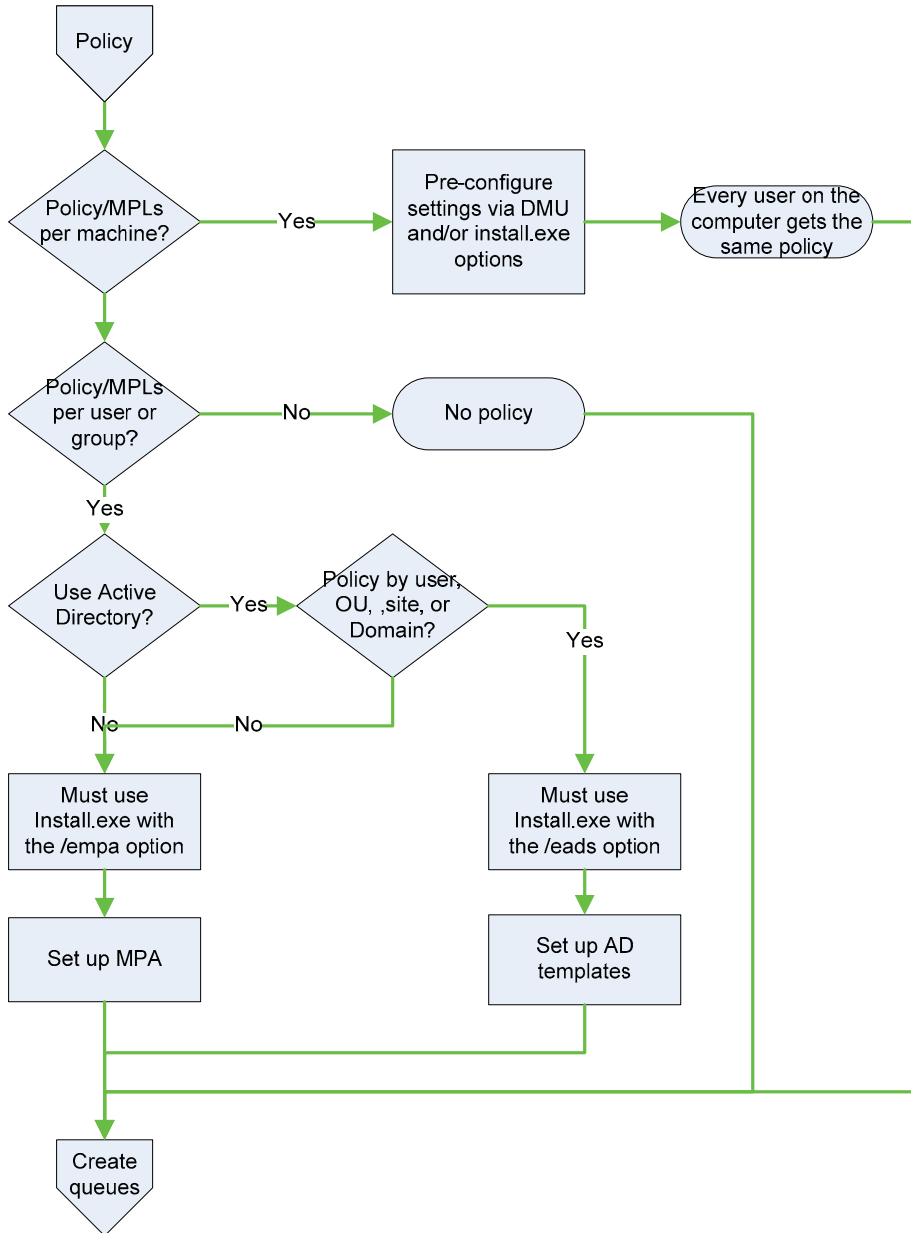 Policy
Policy/MPLs
per machine?
Yes
Pre-configure
settings via DMU
and/or install.exe
options
Every user on the
computer gets the
same policy
Policy/MPLs
per user or
group?
No
No policy
Yes
Use Active
Directory?
Yes
Policy by user,
OU, ,site, or
Domain?
Yes
No
No
Must use
Install.exe with
the /empa option
Must use
Install.exe with
the /eads option
Set up MPA
Set up AD
templates
Create
queues